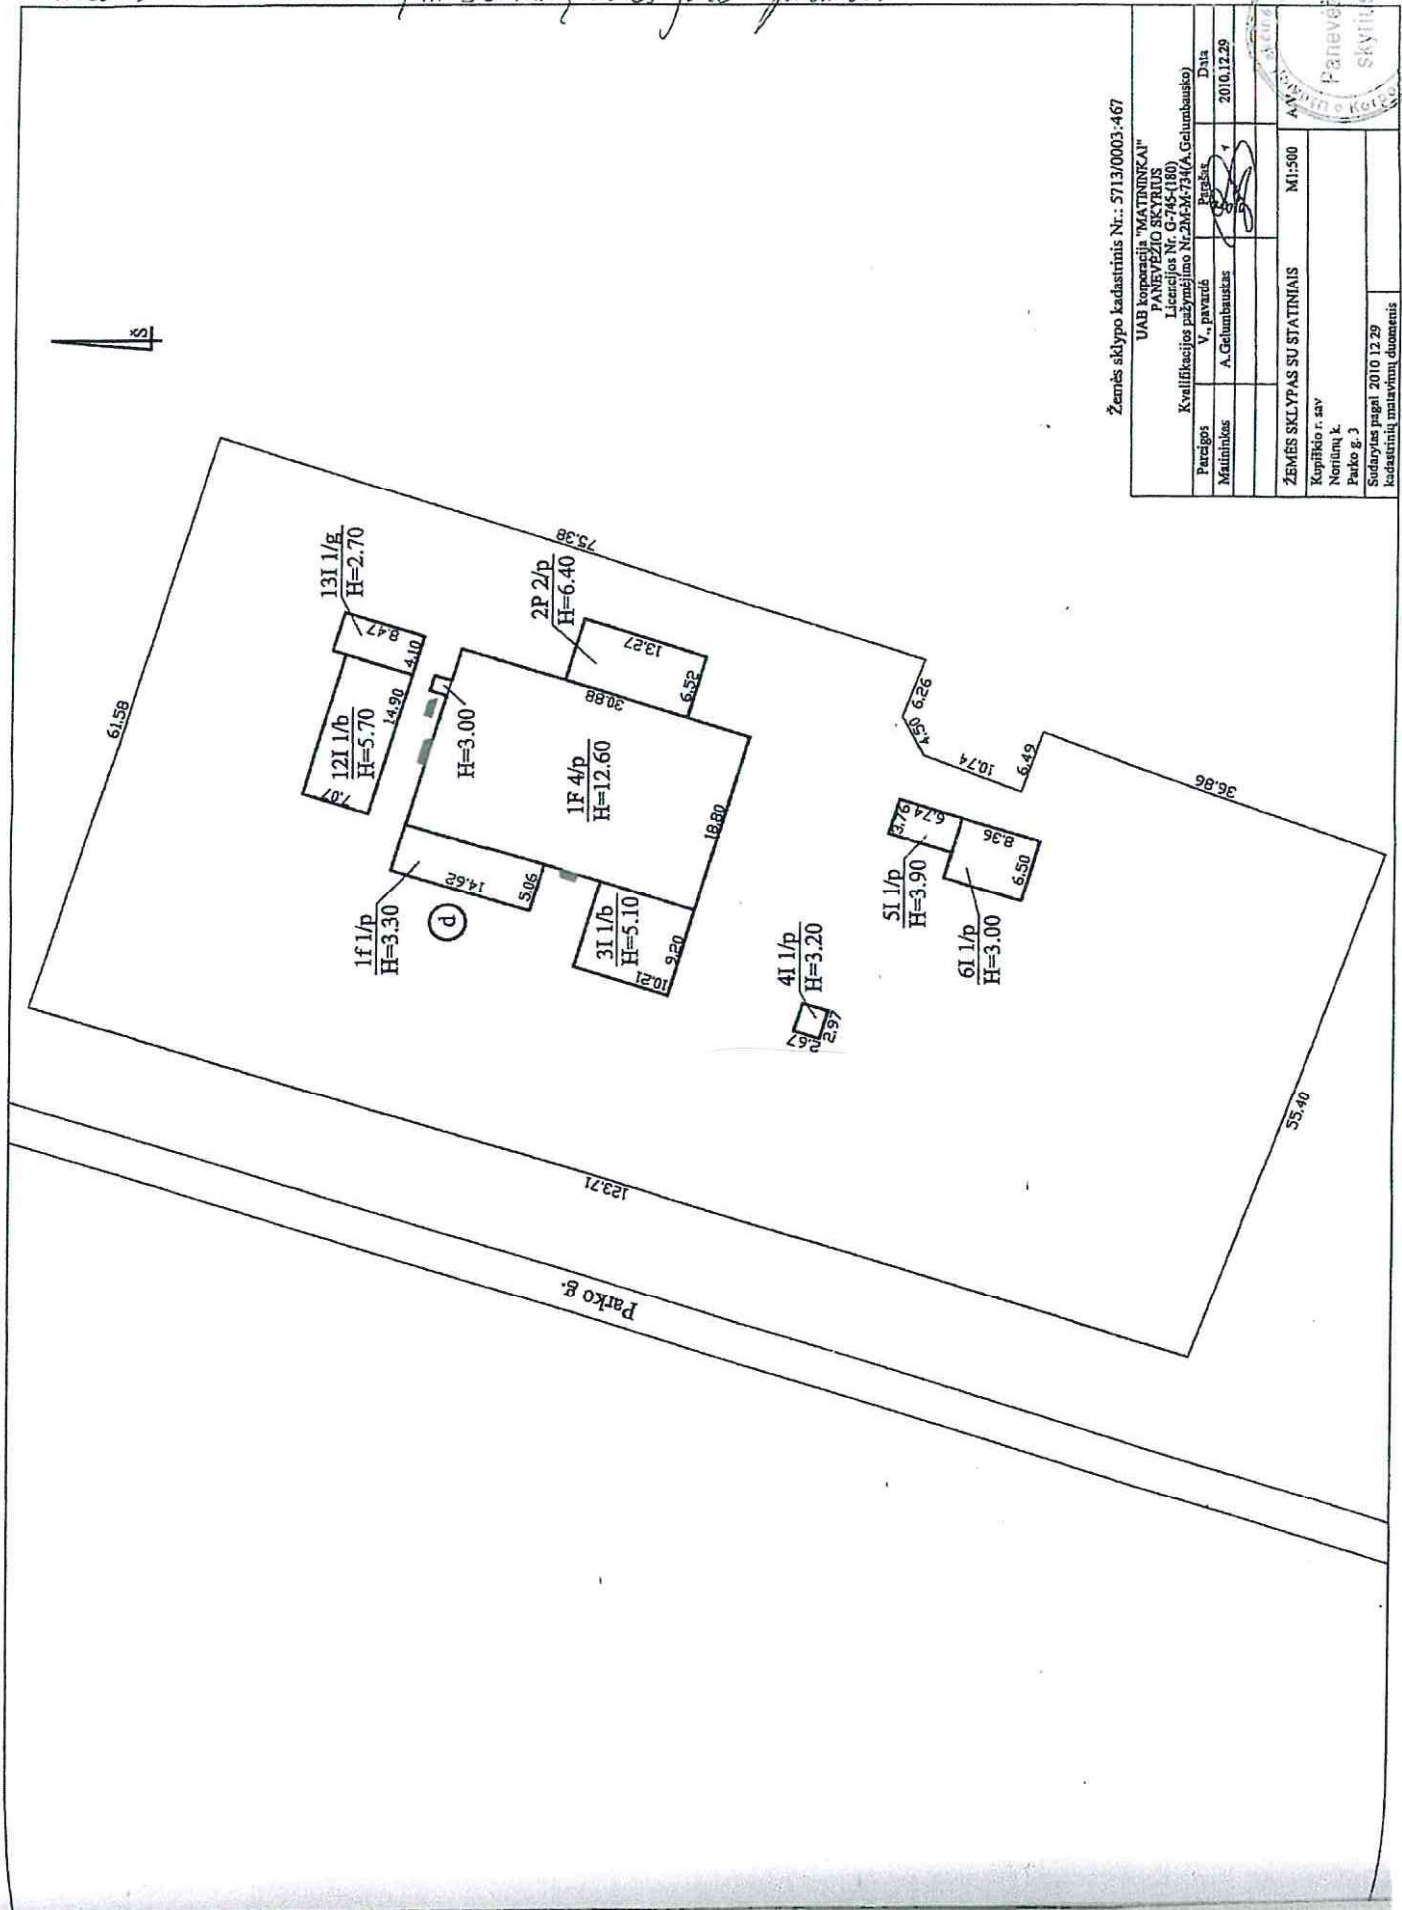 Š
61.58
13I 1/g
H=2.70
8.47
4.10
12I 1/b
H=5.70
14.90
7.07
H=3.00
2P 2/p
H=6.40
13.27
6.52
75.38
30.88
1F 4/p
H=12.60
18.80
1f 1/p
H=3.30
14.62
5.06
d
3I 1/b
H=5.10
10.21
9.20
4I 1/p
H=3.20
2.67
2.97
6.26
4.50
10.74
6.49
5I 1/p
H=3.90
3.76
6.74
6I 1/p
H=3.00
8.36
6.50
36.86
55.40
123.71
Parko g.
Žemės sklypo kadastrinis Nr.: 5713/0003:467
UAB korporacija "MATININKAI"
PANEVĖŽIO SKYRIUS
Licencijos Nr. G-745-(180)
Kvalifikacijos pažymėjimo Nr.2M-M-734(A.Gelumbausko)
Pareigos V., pavardė Parašas Data
Matininkas A.Gelumbauskas 2010.12.29
ŽEMĖS SKLYPAS SU STATINIAIS M1:500
Kupiškio r. sav
Noriūnų k.
Parko g. 3
Sudarytas pagal 2010 12 29
kadastrinių matavimų duomenis